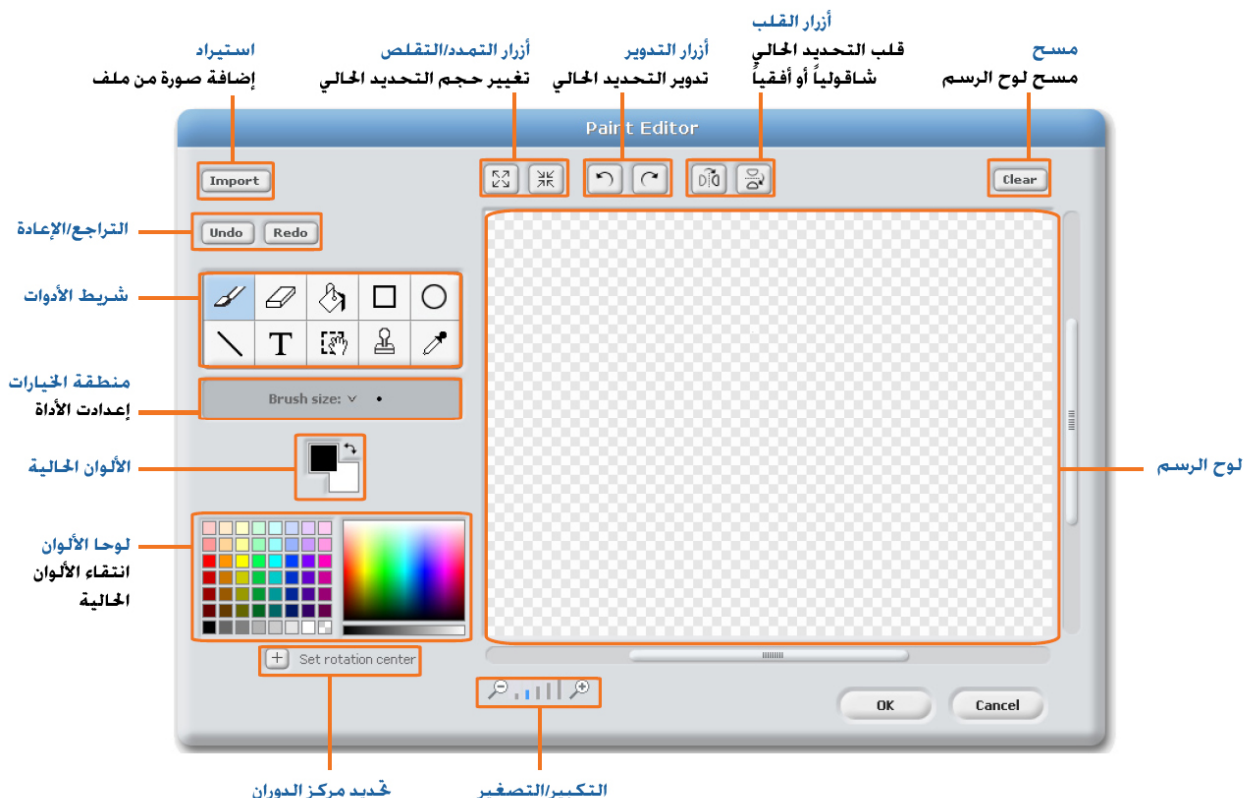 أزرار القلب
قلب التحديد الحالي
شاقولياً أو أفقياً
مسح
مسح لوح الرسم
أزرار التدوير
تدوير التحديد الحالي
أزرار التمدد/التقلص
تغيير حجم التحديد الحالي
استيراد
إضافة صورة من ملف
Paint Editor
Import
Clear
التراجع/الإعادة
Undo
Redo
شريط الأدوات
T
منطقة الخيارات
إعدادت الأداة
Brush size:
الألوان الحالية
لوح الرسم
لوحا الألوان
انتقاء الألوان
الحالية
Set rotation center
OK
Cancel
تحديد مركز الدوران
التكبير/التصغير